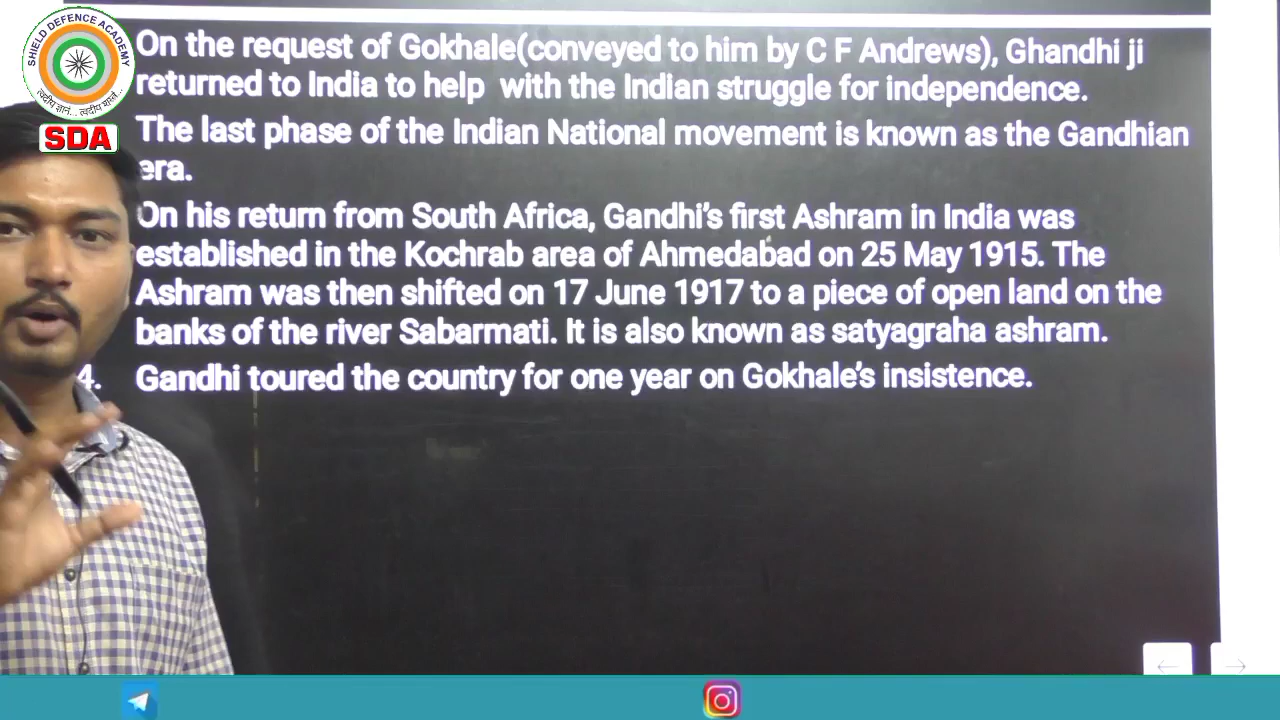 SHIELD DEFENCE ACADEMY
त्वदीय ज्ञानं... त्वदीय बालं...
SDA
On the request of Gokhale(conveyed to him by C F Andrews), Ghandhi ji
returned to India to help with the Indian struggle for independence.
The last phase of the Indian National movement is known as the Gandhian
era.
On his return from South Africa, Gandhi's first Ashram in India was
established in the Kochrab area of Ahmedabad on 25 May 1915. The
Ashram was then shifted on 17 June 1917 to a piece of open land on the
banks of the river Sabarmati. It is also known as satyagraha ashram.
4. Gandhi toured the country for one year on Gokhale's insistence.